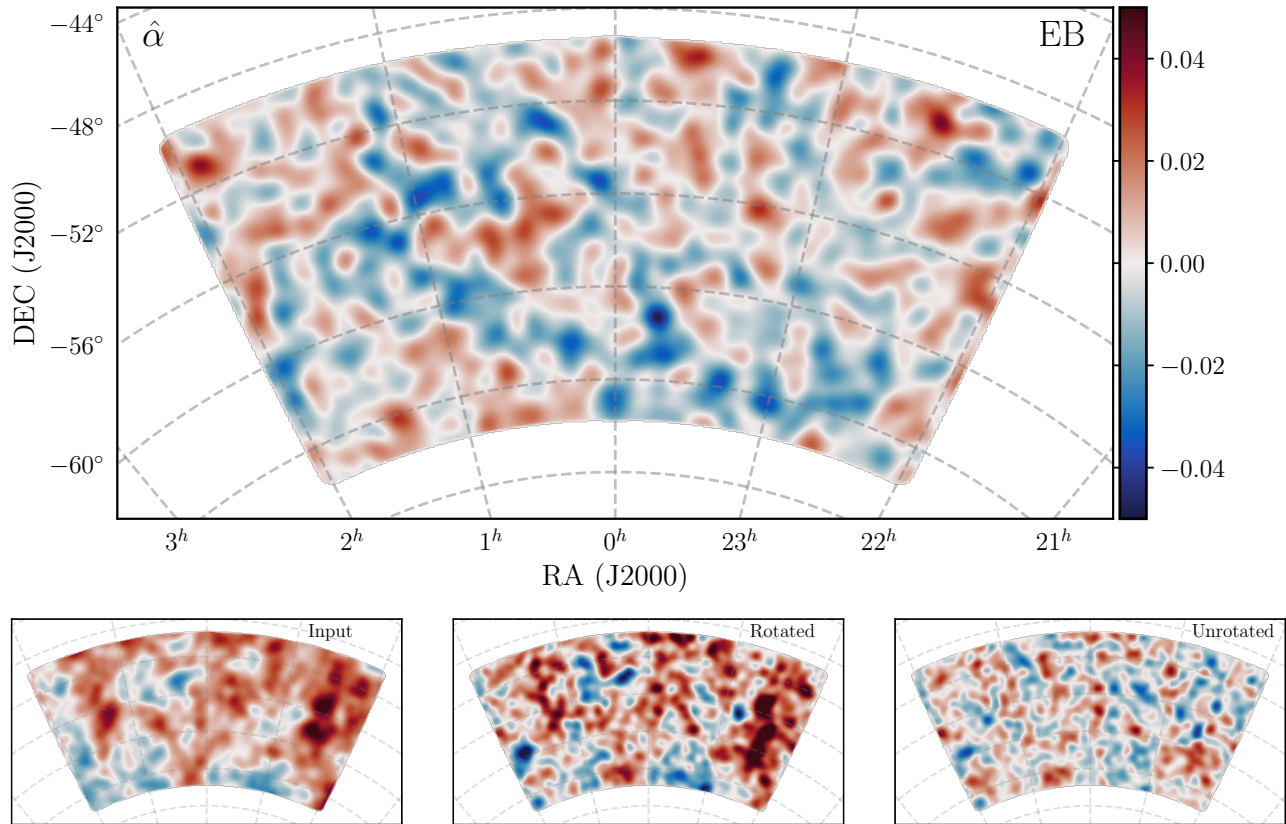 α̂
EB
−44°
−48°
−52°
−56°
−60°
DEC (J2000)
0.04
0.02
0.00
−0.02
−0.04
3ʰ 2ʰ 1ʰ 0ʰ 23ʰ 22ʰ 21ʰ
RA (J2000)
Input
Rotated
Unrotated